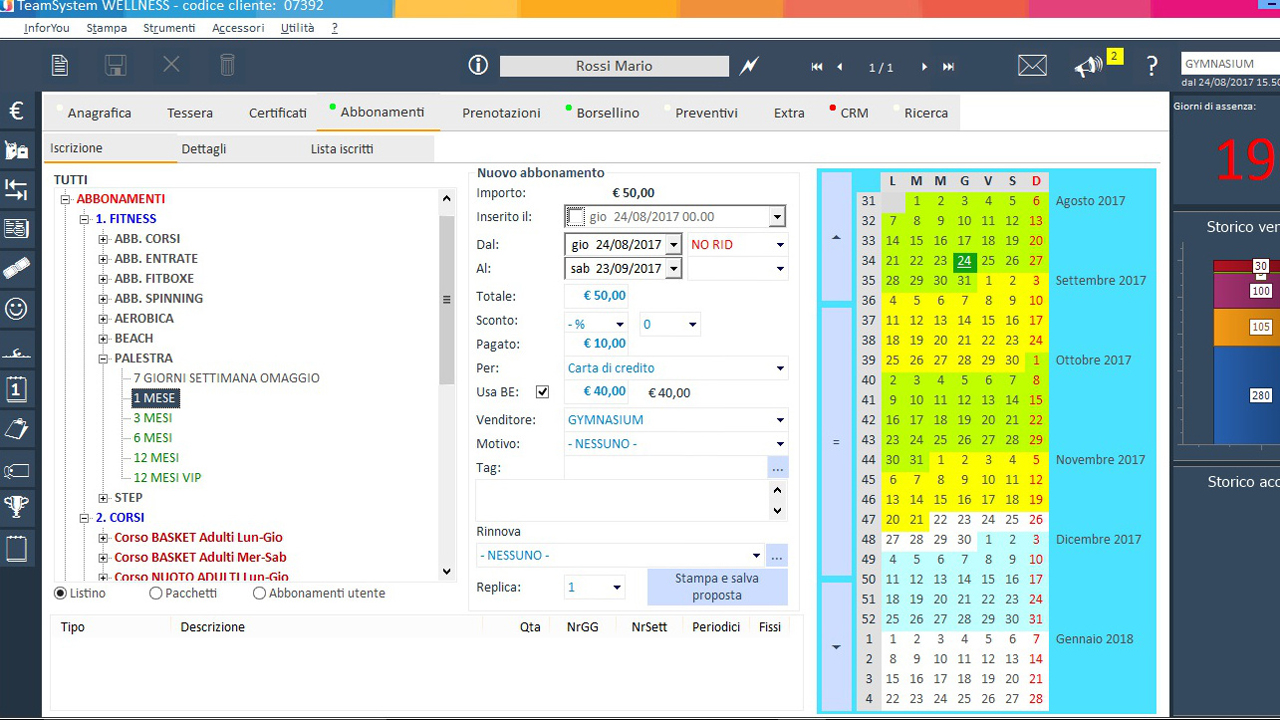 TeamSystem WELLNESS - codice cliente: 07392
InforYou Stampa Strumenti Accessori Utilità ?
Rossi Mario 1 / 1 2 ? GYMNASIUM
dal 24/08/2017 15.50
€ Anagrafica Tessera Certificati Abbonamenti Prenotazioni Borsellino Preventivi Extra CRM Ricerca
Giorni di assenza:
19
Iscrizione Dettagli Lista iscritti
TUTTI
ABBONAMENTI
1. FITNESS
ABB. CORSI
ABB. ENTRATE
ABB. FITBOXE
ABB. SPINNING
AEROBICA
BEACH
PALESTRA
7 GIORNI SETTIMANA OMAGGIO
1 MESE
3 MESI
6 MESI
12 MESI
12 MESI VIP
STEP
2. CORSI
Corso BASKET Adulti Lun-Gio
Corso BASKET Adulti Mer-Sab
Corso NUOTO ADULTI Lun-Gio
Listino Pacchetti Abbonamenti utente
Nuovo abbonamento
Importo: € 50,00
Inserito il: gio 24/08/2017 00.00
Dal: gio 24/08/2017 NO RID
Al: sab 23/09/2017
Totale: € 50,00
Sconto: - % 0
Pagato: € 10,00
Per: Carta di credito
Usa BE: € 40,00 € 40,00
Venditore: GYMNASIUM
Motivo: - NESSUNO -
Tag: ...
Rinnova
- NESSUNO - ...
Replica: 1 Stampa e salva
proposta
Tipo Descrizione Qta NrGG NrSett Periodici Fissi
L M M G V S D
31 1 2 3 4 5 6 Agosto 2017
32 7 8 9 10 11 12 13
33 14 15 16 17 18 19 20
34 21 22 23 24 25 26 27
35 28 29 30 31 1 2 3 Settembre 2017
36 4 5 6 7 8 9 10
37 11 12 13 14 15 16 17
38 18 19 20 21 22 23 24
39 25 26 27 28 29 30 1 Ottobre 2017
40 2 3 4 5 6 7 8
41 9 10 11 12 13 14 15
42 16 17 18 19 20 21 22
43 23 24 25 26 27 28 29
44 30 31 1 2 3 4 5 Novembre 2017
45 6 7 8 9 10 11 12
46 13 14 15 16 17 18 19
47 20 21 22 23 24 25 26
48 27 28 29 30 1 2 3 Dicembre 2017
49 4 5 6 7 8 9 10
50 11 12 13 14 15 16 17
51 18 19 20 21 22 23 24
52 25 26 27 28 29 30 31
1 1 2 3 4 5 6 7 Gennaio 2018
2 8 9 10 11 12 13 14
3 15 16 17 18 19 20 21
4 22 23 24 25 26 27 28
Storico ven
30
100
105
280
Storico acc
1